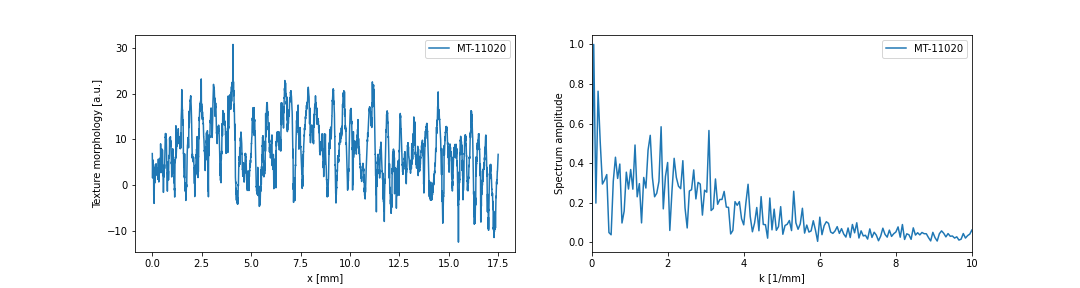 MT-11020
Texture morphology [a.u.]
30
20
10
0
−10
0.0 2.5 5.0 7.5 10.0 12.5 15.0 17.5
x [mm]
MT-11020
Spectrum amplitude
1.0
0.8
0.6
0.4
0.2
0.0
0 2 4 6 8 10
k [1/mm]